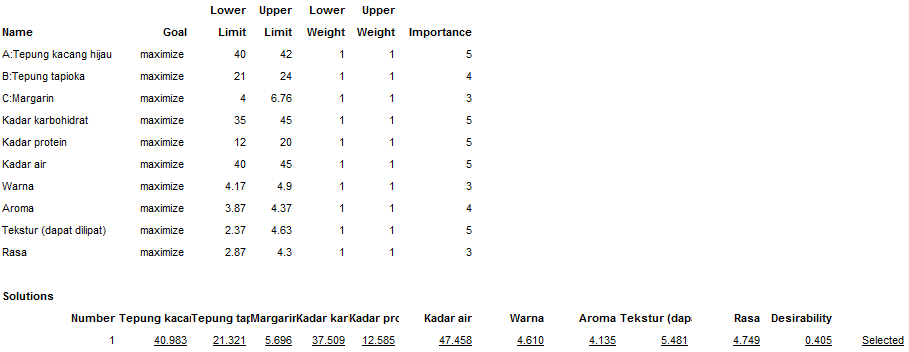 Lower Upper Lower Upper
Name Goal Limit Limit Weight Weight Importance
A:Tepung kacang hijau maximize 40 42 1 1 5
B:Tepung tapioka maximize 21 24 1 1 4
C:Margarin maximize 4 6.76 1 1 3
Kadar karbohidrat maximize 35 45 1 1 5
Kadar protein maximize 12 20 1 1 5
Kadar air maximize 40 45 1 1 5
Warna maximize 4.17 4.9 1 1 3
Aroma maximize 3.87 4.37 1 1 4
Tekstur (dapat dilipat) maximize 2.37 4.63 1 1 5
Rasa maximize 2.87 4.3 1 1 3
Solutions
Number Tepung kaca Tepung tap Margarin Kadar kar Kadar pro Kadar air Warna Aroma Tekstur (dapa Rasa Desirability
1 40.983 21.321 5.696 37.509 12.585 47.458 4.610 4.135 5.481 4.749 0.405 Selected